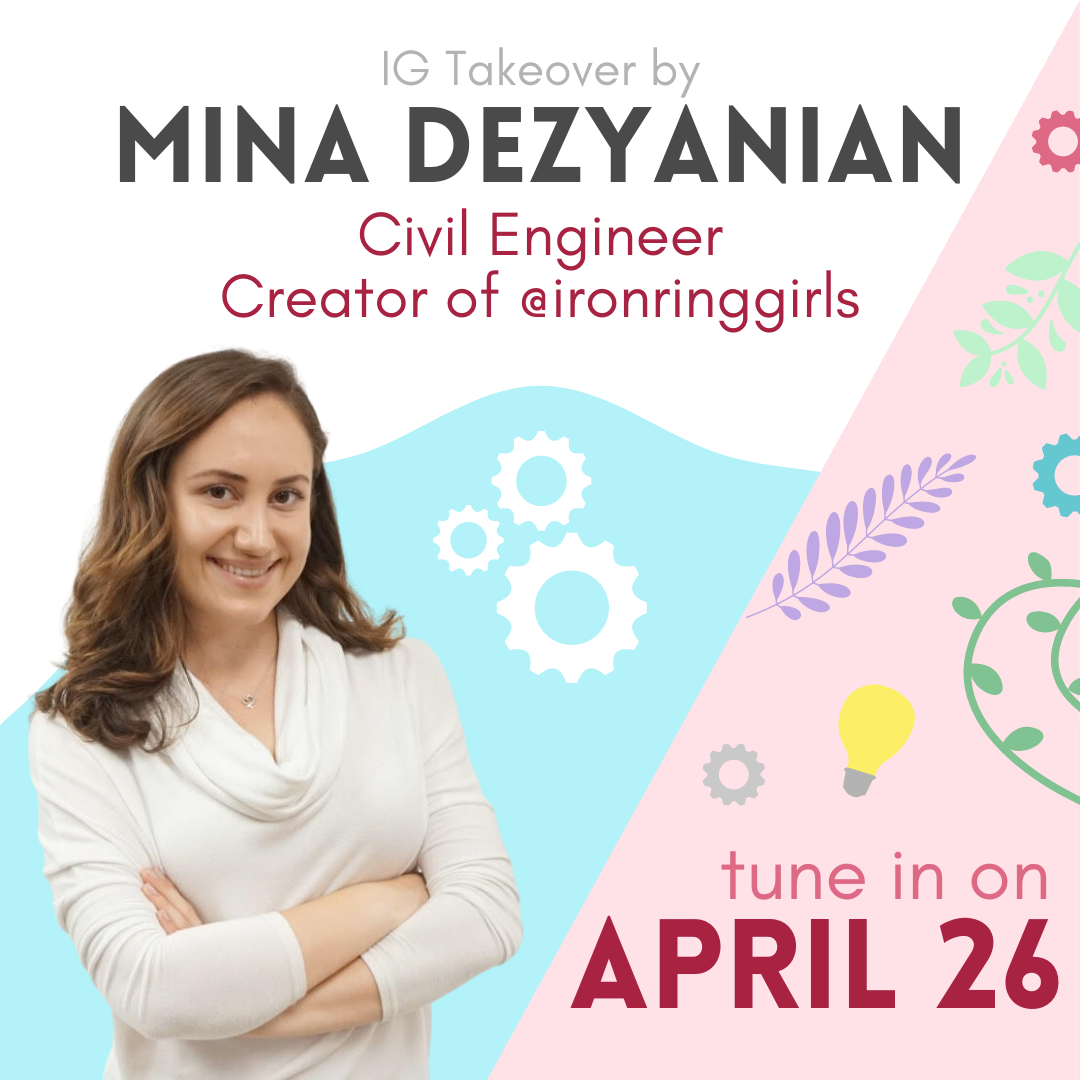 IG Takeover by
MINA DEZYANIAN
Civil Engineer
Creator of @ironringgirls
tune in on
APRIL 26